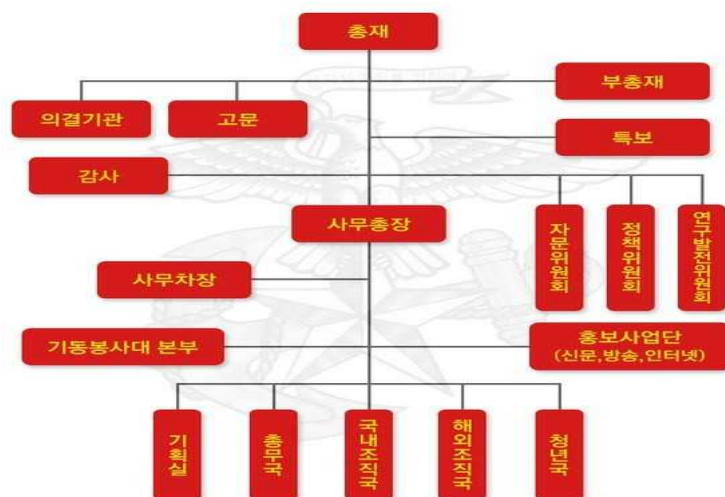 총재
부총재
의결기관
고문
특보
감사
사무총장
자문위원회
정책위원회
연구발전위원회
사무차장
기동봉사대 본부
홍보사업단
(신문,방송,인터넷)
기획실
총무국
국내조직국
해외조직국
청년국